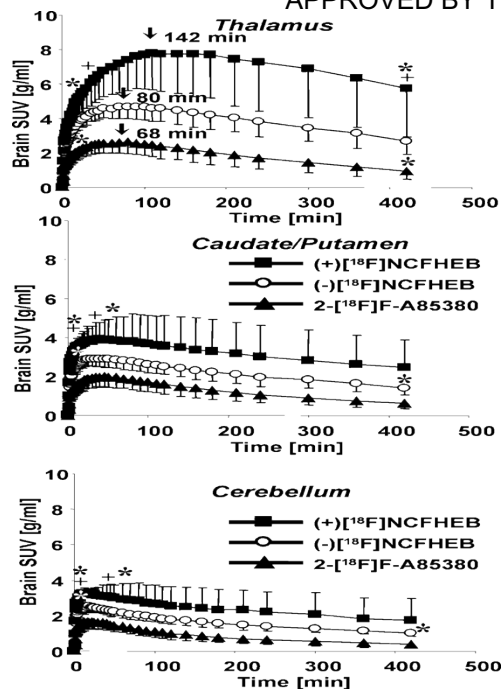 APPROVED BY T
Thalamus
10
8
6
4
2
0
142 min
80 min
68 min
*
+
*
*
+
*
Brain SUV [g/ml]
0 100 200 300 400 500
Time [min]
Caudate/Putamen
10
8
6
4
2
0
(+)[¹⁸F]NCFHEB
(-)[¹⁸F]NCFHEB
2-[¹⁸F]F-A85380
* + + *
*
Brain SUV [g/ml]
0 100 200 300 400 500
Time [min]
Cerebellum
10
8
6
4
2
0
(+)[¹⁸F]NCFHEB
(-)[¹⁸F]NCFHEB
2-[¹⁸F]F-A85380
* + + *
*
Brain SUV [g/ml]
0 100 200 300 400 500
Time [min]